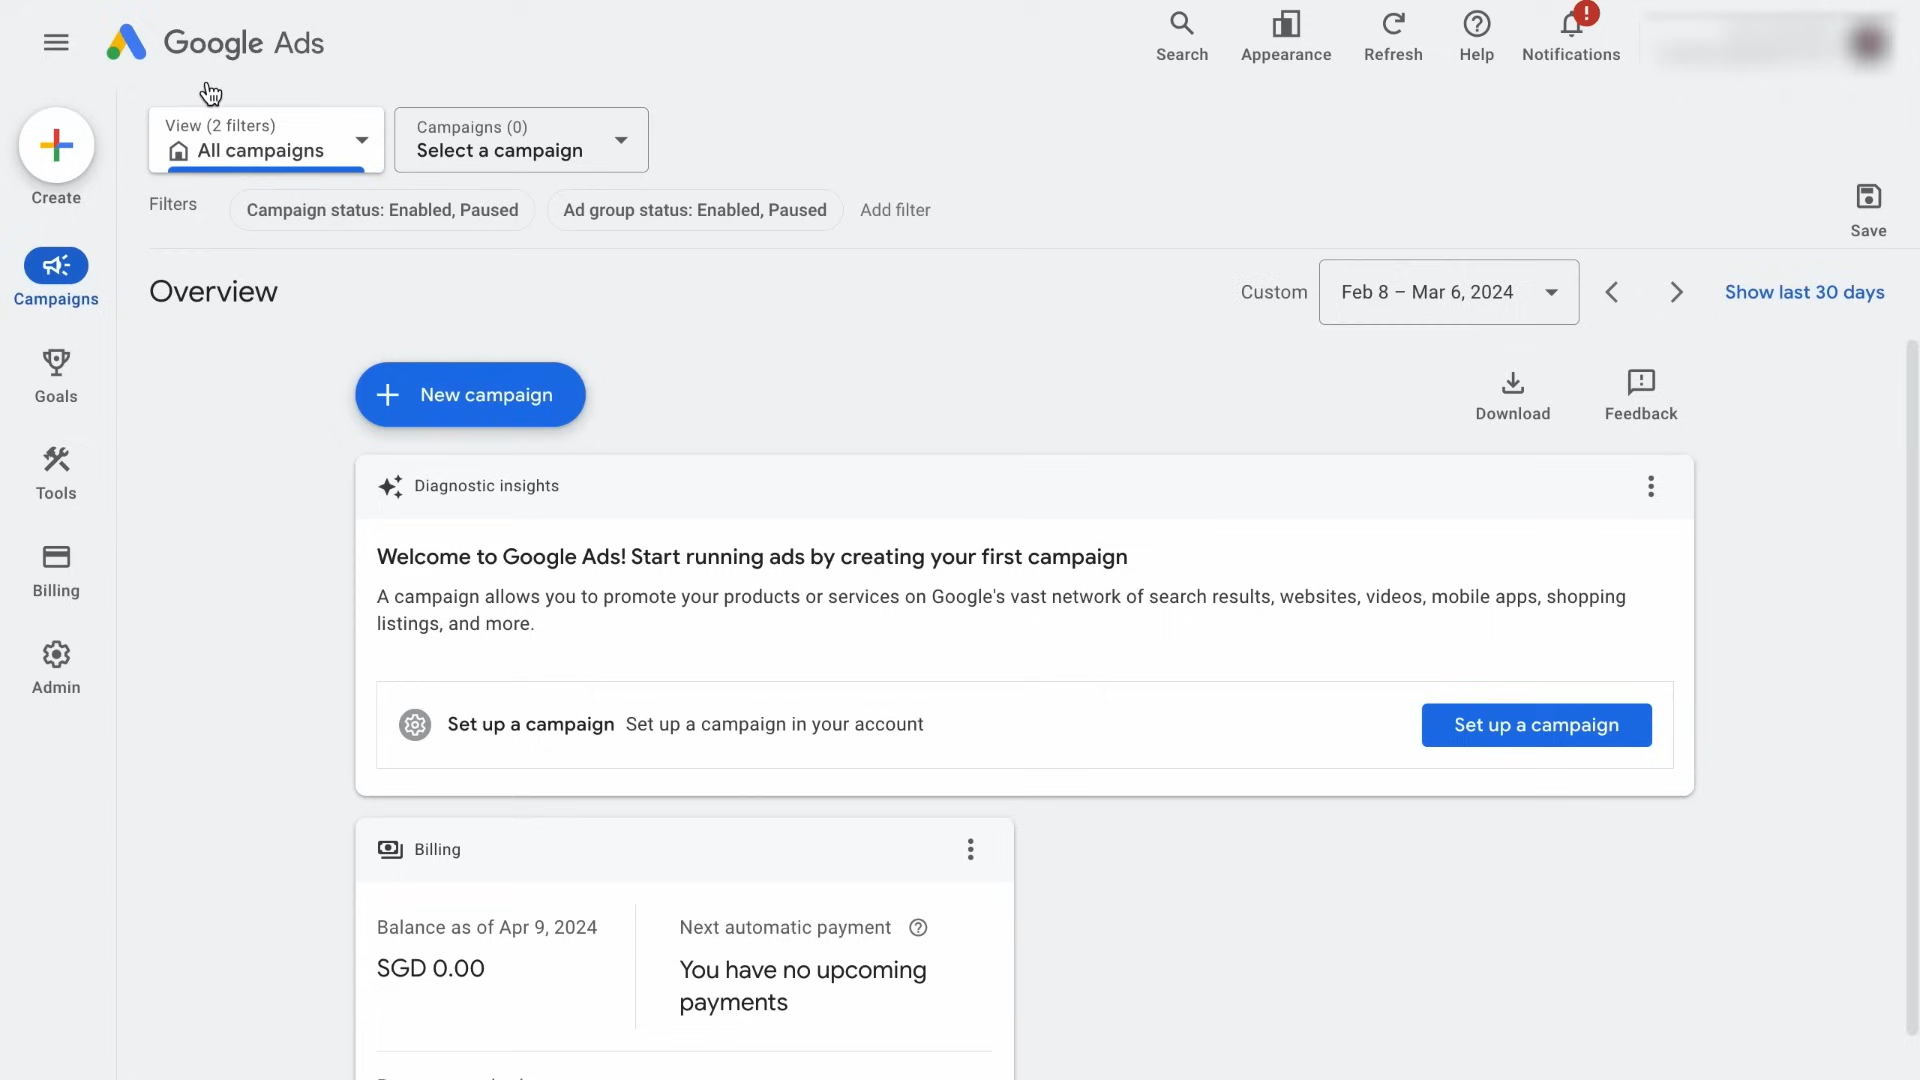 Google Ads
Search
Appearance
Refresh
Help
!
Notifications
View (2 filters)
All campaigns
Campaigns (0)
Select a campaign
Create
Filters
Campaign status: Enabled, Paused
Ad group status: Enabled, Paused
Add filter
Save
Campaigns
Overview
Custom
Feb 8 – Mar 6, 2024
Show last 30 days
Goals
New campaign
Download
Feedback
Tools
Diagnostic insights
Welcome to Google Ads! Start running ads by creating your first campaign
A campaign allows you to promote your products or services on Google's vast network of search results, websites, videos, mobile apps, shopping
listings, and more.
Billing
Admin
Set up a campaign Set up a campaign in your account
Set up a campaign
Billing
Balance as of Apr 9, 2024
SGD 0.00
Next automatic payment
You have no upcoming
payments